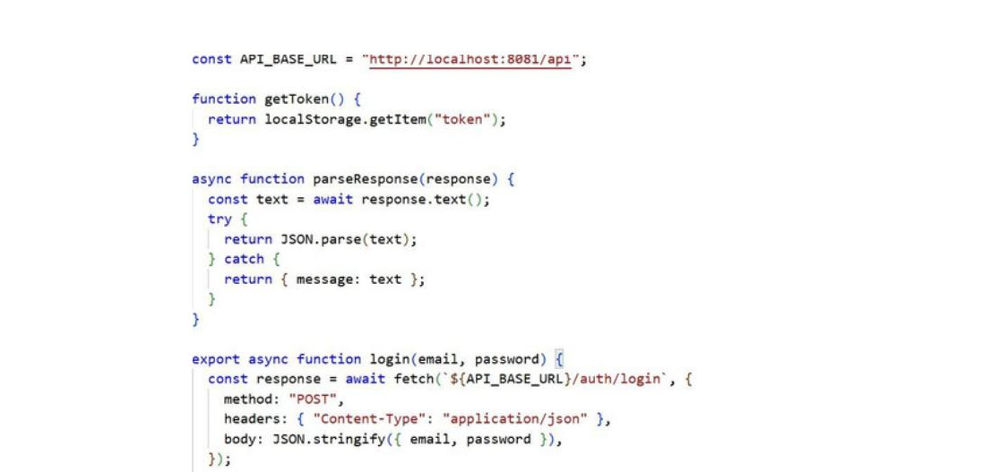 const API_BASE_URL = "http://localhost:8081/api";
function getToken() {
return localStorage.getItem("token");
}
async function parseResponse(response) {
const text = await response.text();
try {
return JSON.parse(text);
} catch {
return { message: text };
}
}
export async function login(email, password) {
const response = await fetch(`${API_BASE_URL}/auth/login`, {
method: "POST",
headers: { "Content-Type": "application/json" },
body: JSON.stringify({ email, password }),
});